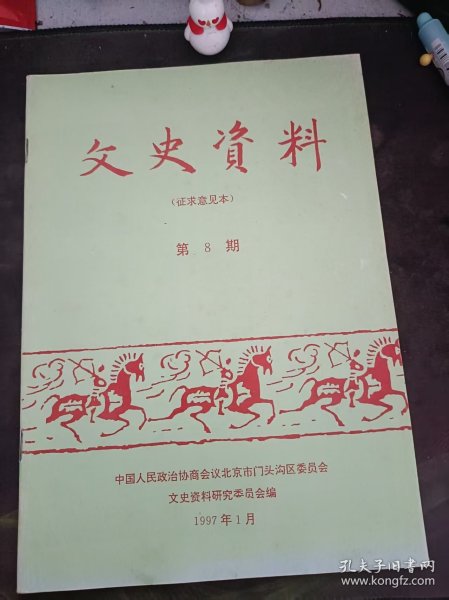 文史資料
(征求意见本)
第 8 期
中国人民政治协商会议北京市门头沟区委员会
文史资料研究委员会编
1997年1月
孔夫子旧书网
www.kongfz.com